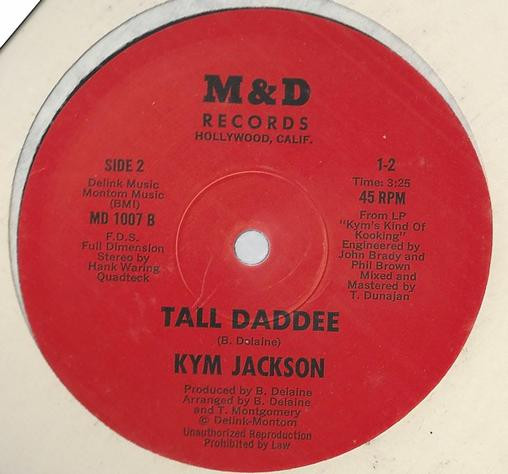 M & D
RECORDS
HOLLYWOOD, CALIF.
SIDE 2
Delink Music
Montom Music
(BMI)
MD 1007 B
F.D.S.
Full Dimension
Stereo by
Hank Waring
Quadteck
1-2
Time: 3:25
45 RPM
From LP
"Kym's Kind Of
Kooking"
Engineered by
John Brady and
Phil Brown
Mixed and
Mastered by
T. Dunajan
TALL DADDEE
(B. Delaine)
KYM JACKSON
Produced by B. Delaine
Arranged by B. Delaine
and T. Montgomery
© Delink-Montom
Unauthorized Reproduction
Prohibited by Law